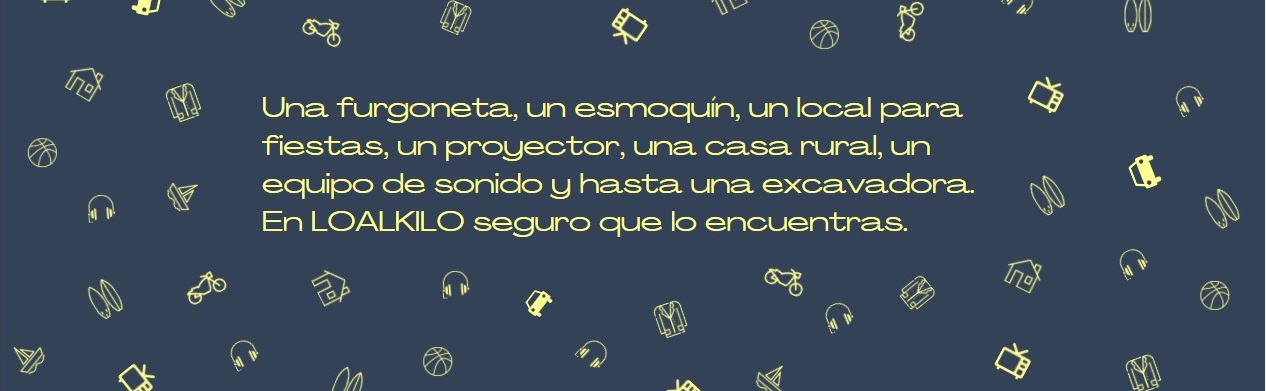 Una furgoneta, un esmoquín, un local para
fiestas, un proyector, una casa rural, un
equipo de sonido y hasta una excavadora.
En LOALKILO seguro que lo encuentras.